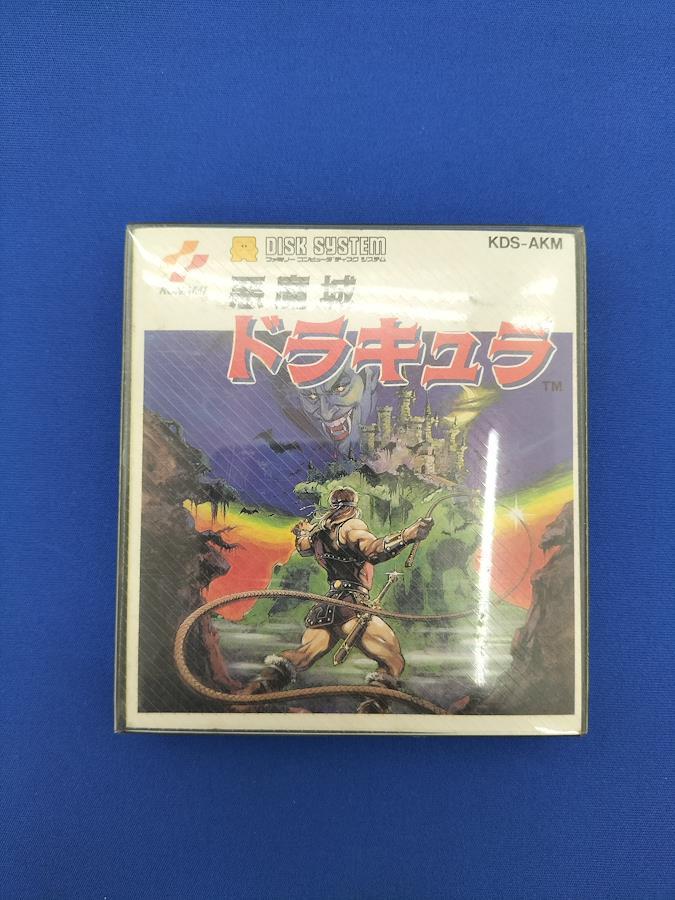 DISK SYSTEM
ファミリー コンピュータ ディスク システム
KDS-AKM
KONAMI
悪魔城
ドラキュラ
TM